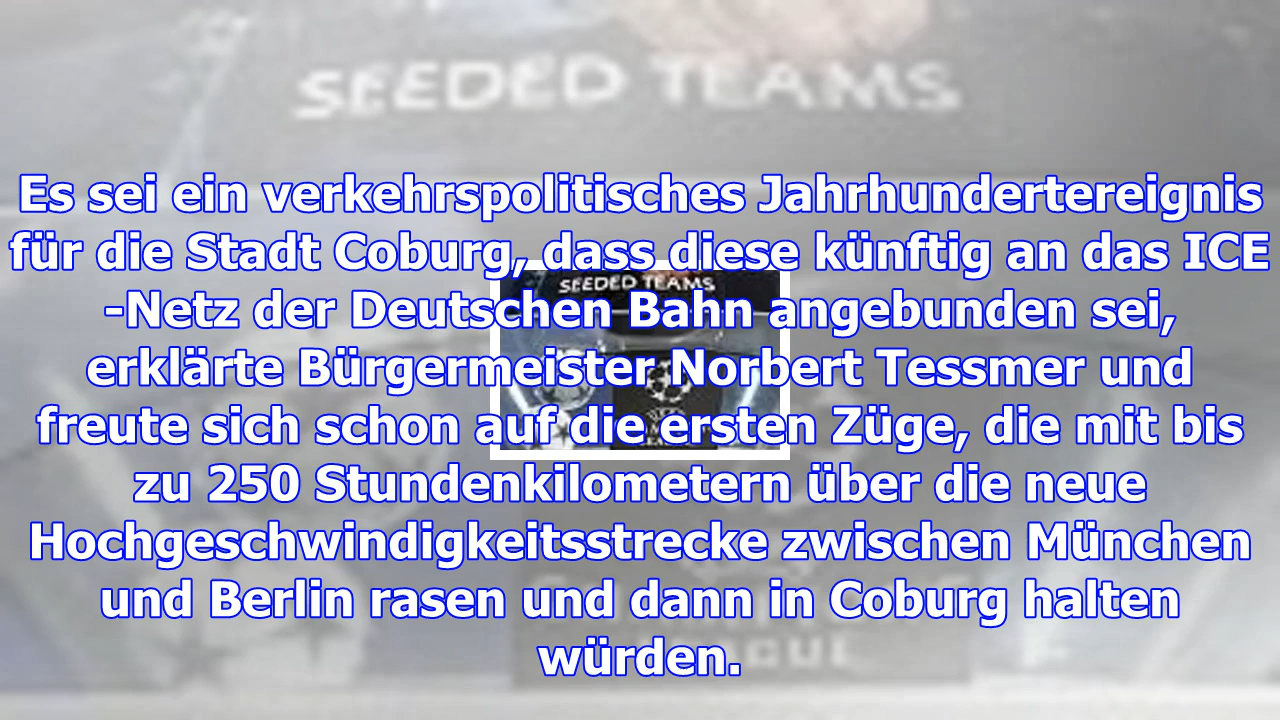 SEEDED TEAMS
Es sei ein verkehrspolitisches Jahrhundertereignis
für die Stadt Coburg, dass diese künftig an das ICE
SEEDED TEAMS
-Netz der Deutschen Bahn angebunden sei,
erklärte Bürgermeister Norbert Tessmer und
freute sich schon auf die ersten Züge, die mit bis
zu 250 Stundenkilometern über die neue
Hochgeschwindigkeitsstrecke zwischen München
und Berlin rasen und dann in Coburg halten
würden.